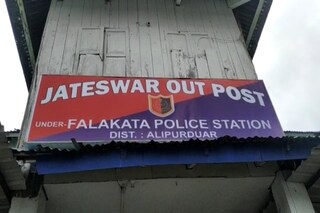 JATESWAR OUT POST
UNDER:- FALAKATA POLICE STATION
DIST. : ALIPURDUAR